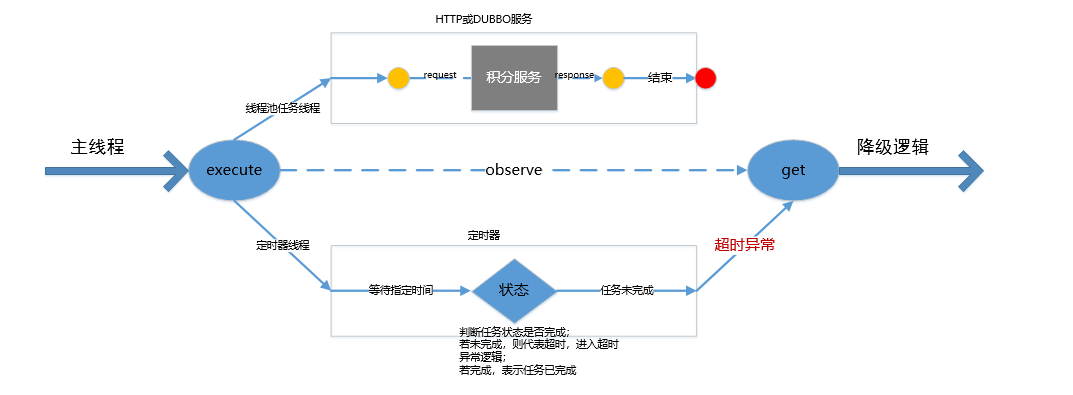 HTTP或DUBBO服务
request
积分服务
response
结束
线程池任务线程
主线程
execute
observe
get
降级逻辑
定时器线程
定时器
超时异常
等待指定时间
状态
任务未完成
判断任务状态是否完成；
若未完成，则代表超时，进入超时
异常逻辑；
若完成，表示任务已完成